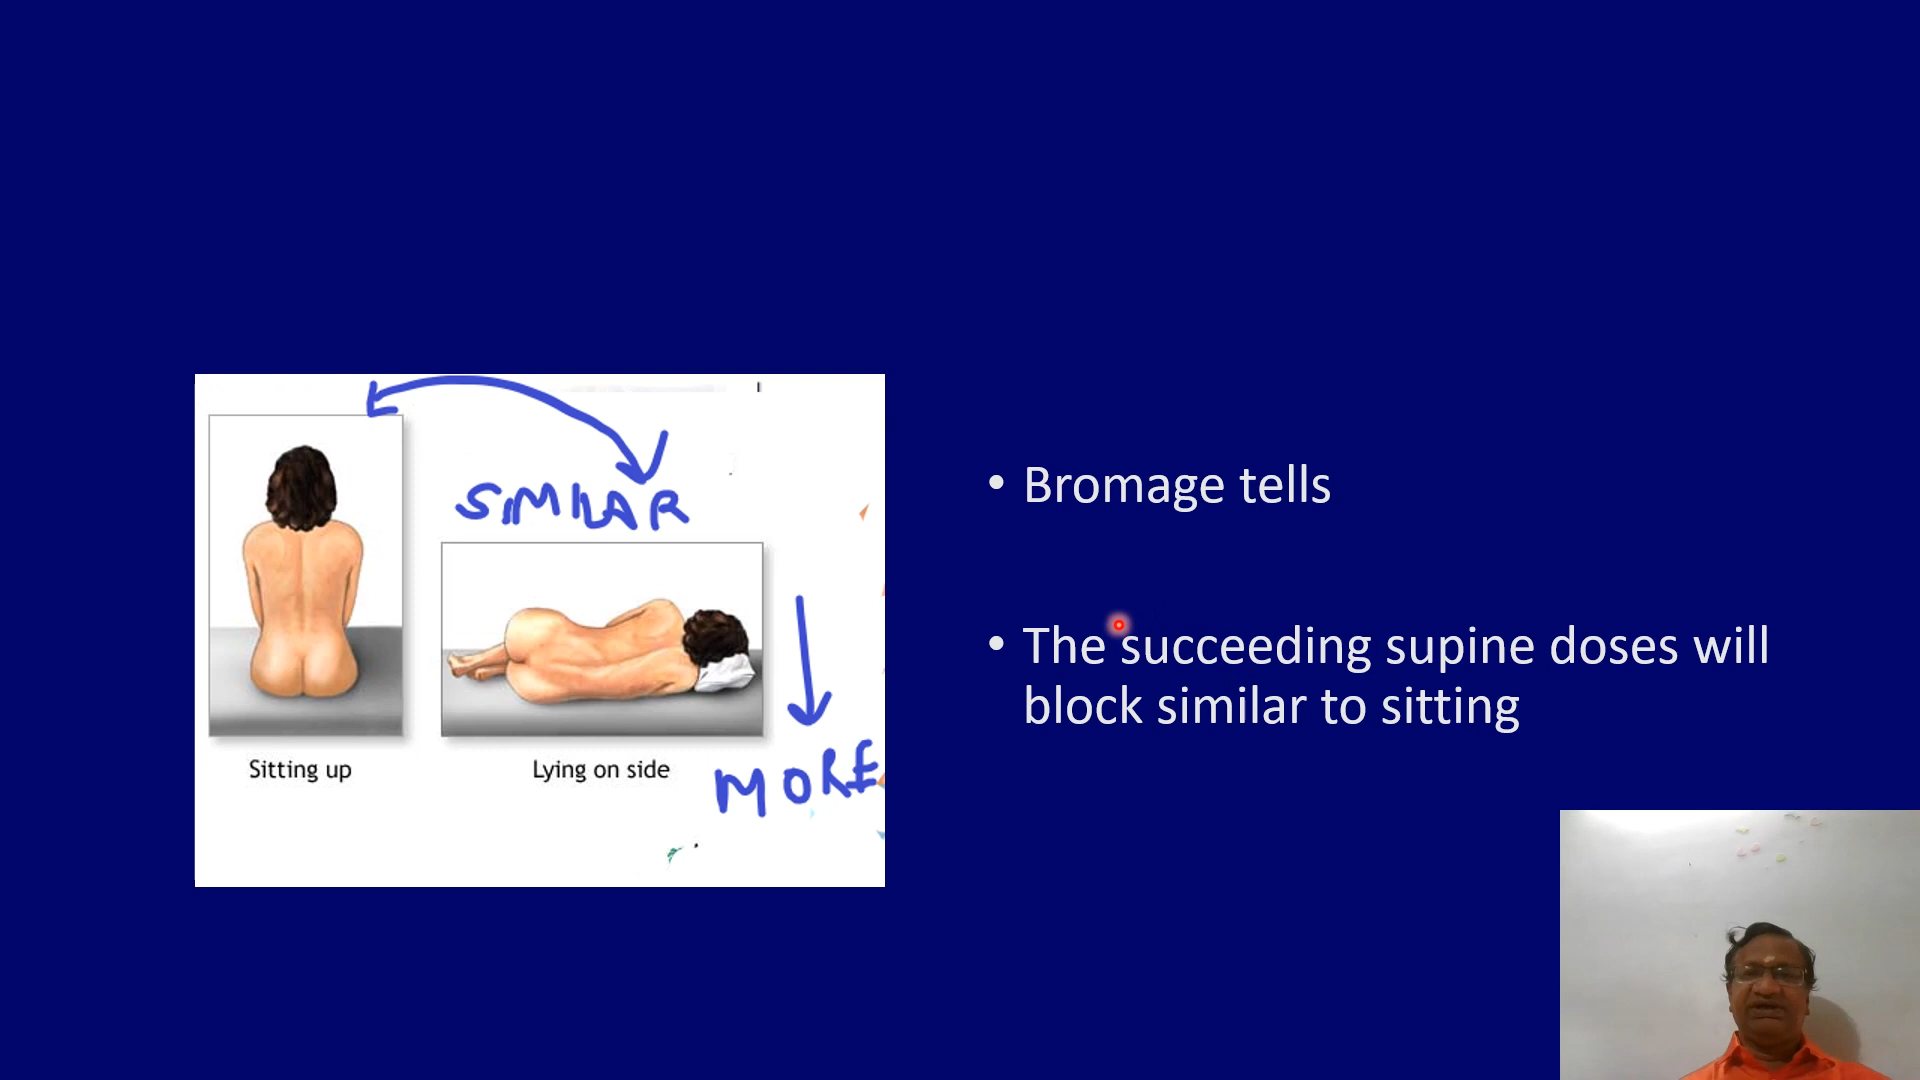 SIMILAR
Sitting up
Lying on side
MORE
• Bromage tells
• The succeeding supine doses will
block similar to sitting